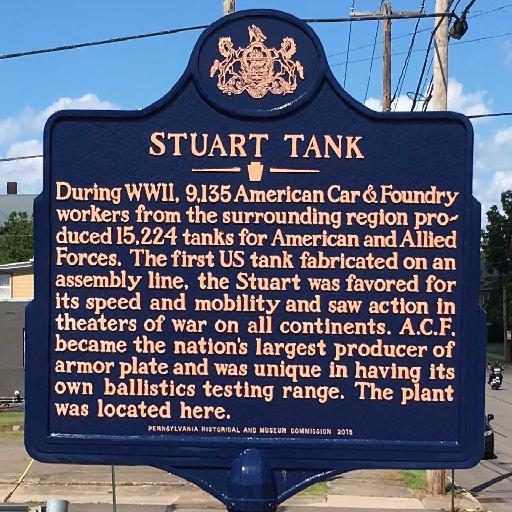 STUART TANK
During WWII, 9,135 American Car & Foundry
workers from the surrounding region pro-
duced 15,224 tanks for American and Allied
Forces. The first US tank fabricated on an
assembly line, the Stuart was favored for
its speed and mobility and saw action in
theaters of war on all continents. A.C.F.
became the nation's largest producer of
armor plate and was unique in having its
own ballistics testing range. The plant
was located here.
PENNSYLVANIA HISTORICAL AND MUSEUM COMMISSION 2015